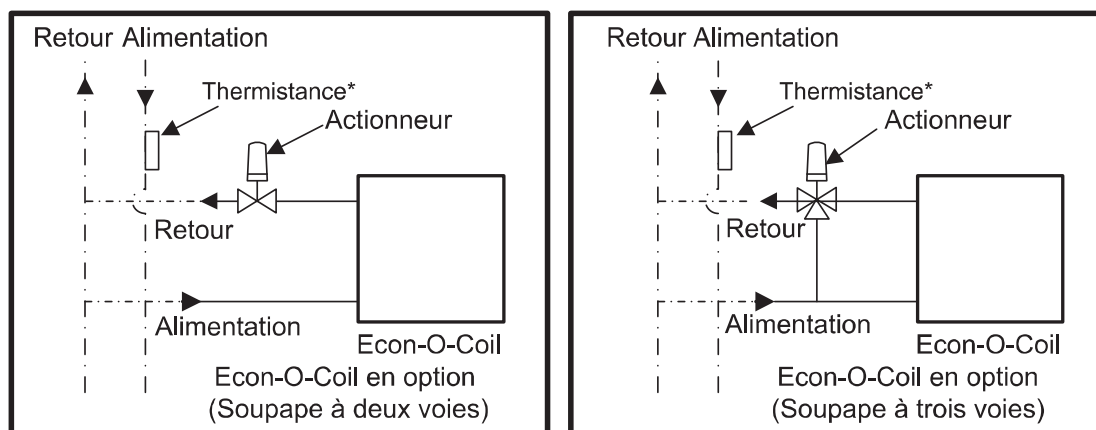 Retour Alimentation
Thermistance*
Actionneur
Retour
Alimentation
Econ-O-Coil
Econ-O-Coil en option
(Soupape à deux voies)
Retour Alimentation
Thermistance*
Actionneur
Retour
Alimentation
Econ-O-Coil
Econ-O-Coil en option
(Soupape à trois voies)